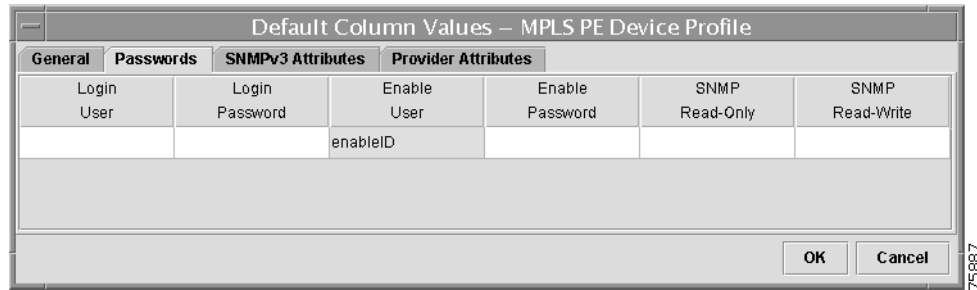 Default Column Values – MPLS PE Device Profile
General Passwords SNMPv3 Attributes Provider Attributes
Login User Login Password Enable User Enable Password SNMP Read-Only SNMP Read-Write
enableID
OK Cancel
75887